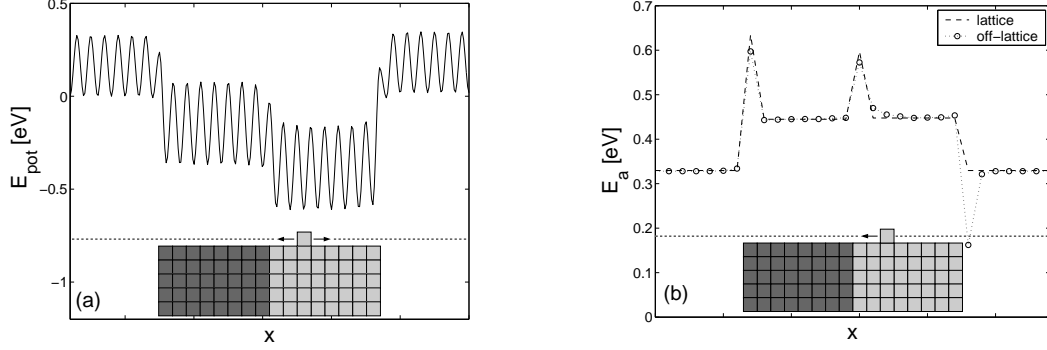 0.5
0
−0.5
−1
E_pot [eV]
(a)
x
0.7
0.6
0.5
0.4
0.3
0.2
0.1
0
E_a [eV]
lattice
off−lattice
(b)
x